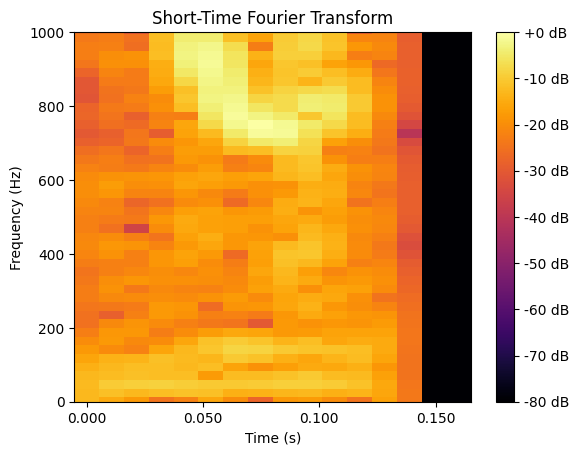 Short-Time Fourier Transform
1000
800
600
400
200
0
Frequency (Hz)
0.000
0.050
0.100
0.150
Time (s)
+0 dB
-10 dB
-20 dB
-30 dB
-40 dB
-50 dB
-60 dB
-70 dB
-80 dB